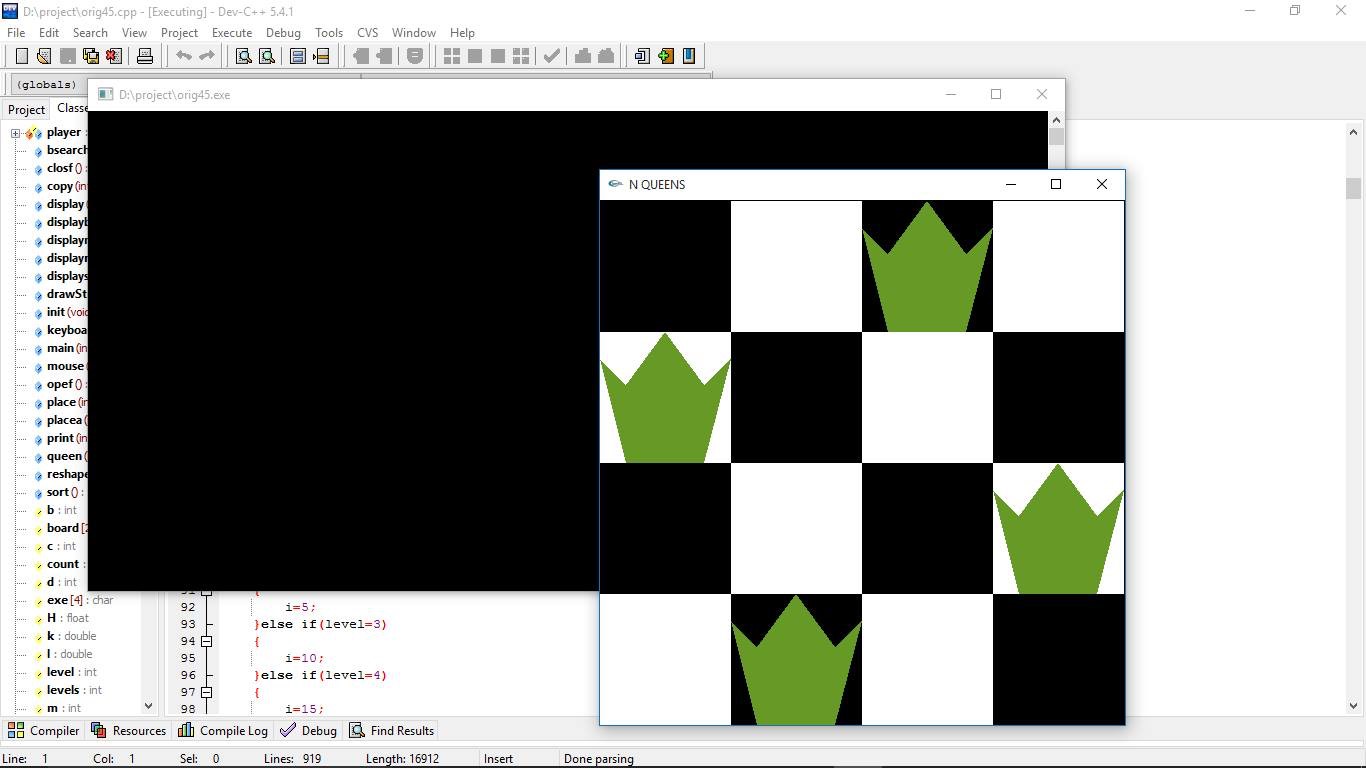 D:\project\orig45.cpp - [Executing] - Dev-C++ 5.4.1
File Edit Search View Project Execute Debug Tools CVS Window Help
(globals)
D:\project\orig45.exe
Project Classe
N QUEENS
player :
bsearch
closf () :
copy (in
display (
displayb
displayr
displayr
displays
drawSt
init (voic
keyboa
main (in
mouse (
opef () :
place (in
placea (
print (in
queen (
reshape
sort () :
b : int
board [2
c : int
count :
d : int
exe [4] : char
H : float
k : double
l : double
level : int
levels : int
m : int
91 {
92 i=5;
93 }else if(level=3)
94 {
95 i=10;
96 }else if(level=4)
97 {
98 i=15;
Compiler Resources Compile Log Debug Find Results
Line: 1 Col: 1 Sel: 0 Lines: 919 Length: 16912 Insert Done parsing